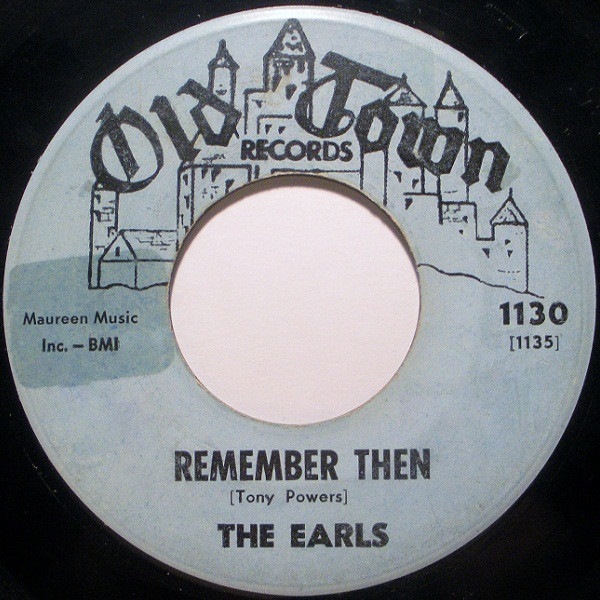 Old Town
RECORDS
Maureen Music
Inc. – BMI
1130
[1135]
REMEMBER THEN
[Tony Powers]
THE EARLS